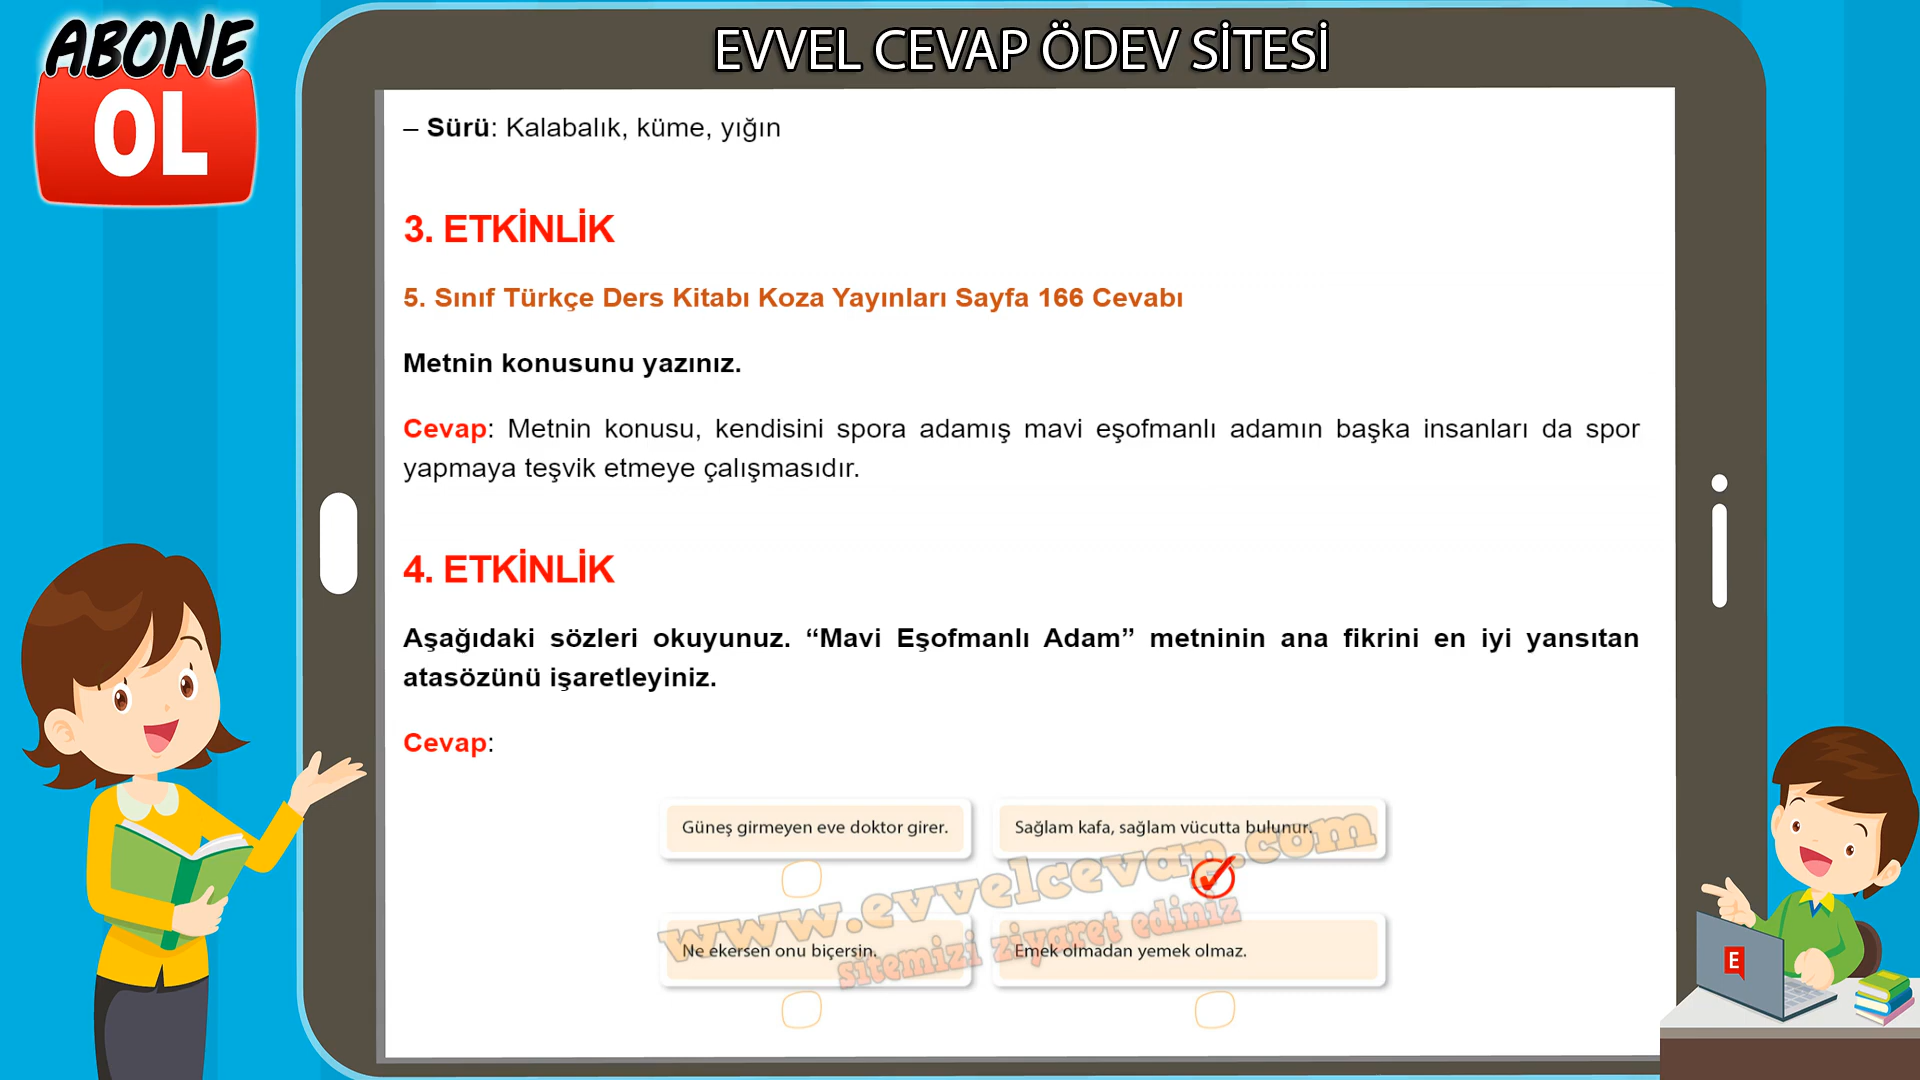 ABONE
OL
EVVEL CEVAP ÖDEV SİTESİ
– Sürü: Kalabalık, küme, yığın
3. ETKİNLİK
5. Sınıf Türkçe Ders Kitabı Koza Yayınları Sayfa 166 Cevabı
Metnin konusunu yazınız.
Cevap: Metnin konusu, kendisini spora adamış mavi eşofmanlı adamın başka insanları da spor
yapmaya teşvik etmeye çalışmasıdır.
4. ETKİNLİK
Aşağıdaki sözleri okuyunuz. “Mavi Eşofmanlı Adam” metninin ana fikrini en iyi yansıtan
atasözünü işaretleyiniz.
Cevap:
Güneş girmeyen eve doktor girer.
Sağlam kafa, sağlam vücutta bulunur.
www.evvelcevap.com
sitemizi ziyaret ediniz
Ne ekersen onu biçersin.
Emek olmadan yemek olmaz.
E